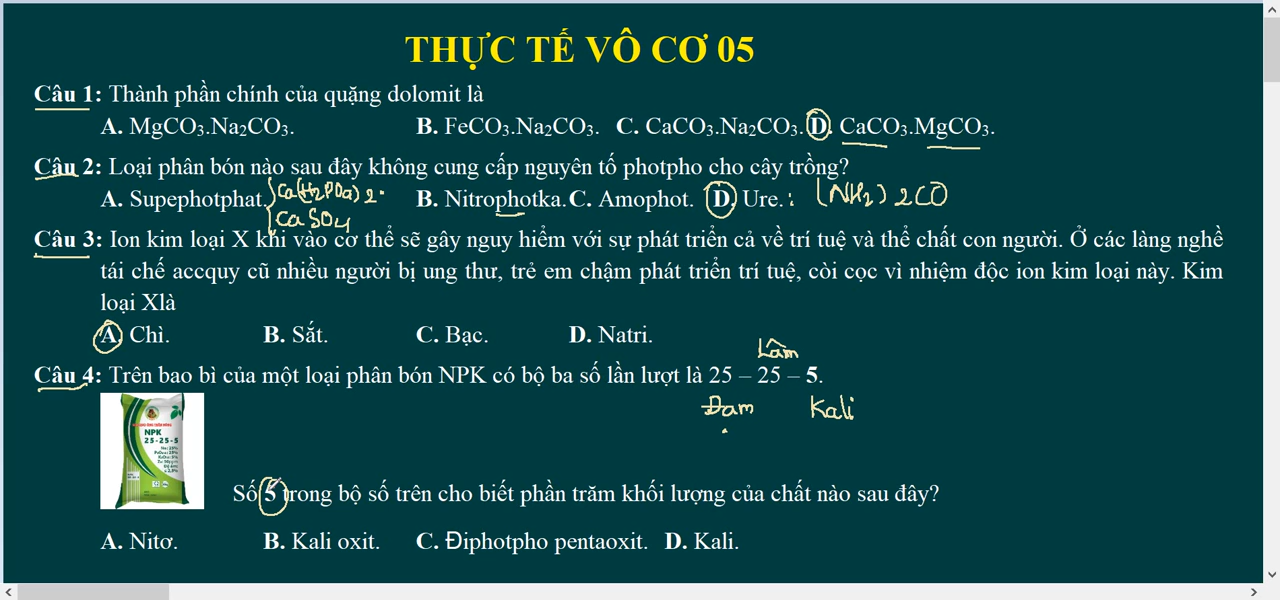 THỰC TẾ VÔ CƠ 05
Câu 1: Thành phần chính của quặng dolomit là
A. MgCO₃.Na₂CO₃. B. FeCO₃.Na₂CO₃. C. CaCO₃.Na₂CO₃. D. CaCO₃.MgCO₃.
Câu 2: Loại phân bón nào sau đây không cung cấp nguyên tố photpho cho cây trồng?
A. Supephotphat. Ca(H₂PO₄)2. B. Nitrophotka. C. Amophot. D. Ure. : (NH₂)2CO
CaSO₄
Câu 3: Ion kim loại X khi vào cơ thể sẽ gây nguy hiểm với sự phát triển cả về trí tuệ và thể chất con người. Ở các làng nghề
tái chế accquy cũ nhiều người bị ung thư, trẻ em chậm phát triển trí tuệ, còi cọc vì nhiệm độc ion kim loại này. Kim
loại Xlà
A. Chì. B. Sắt. C. Bạc. D. Natri.
Lâm
Câu 4: Trên bao bì của một loại phân bón NPK có bộ ba số lần lượt là 25 – 25 – 5.
Đạm Kali
NPK
25-25-5
Số 5 trong bộ số trên cho biết phần trăm khối lượng của chất nào sau đây?
A. Nitơ. B. Kali oxit. C. Điphotpho pentaoxit. D. Kali.